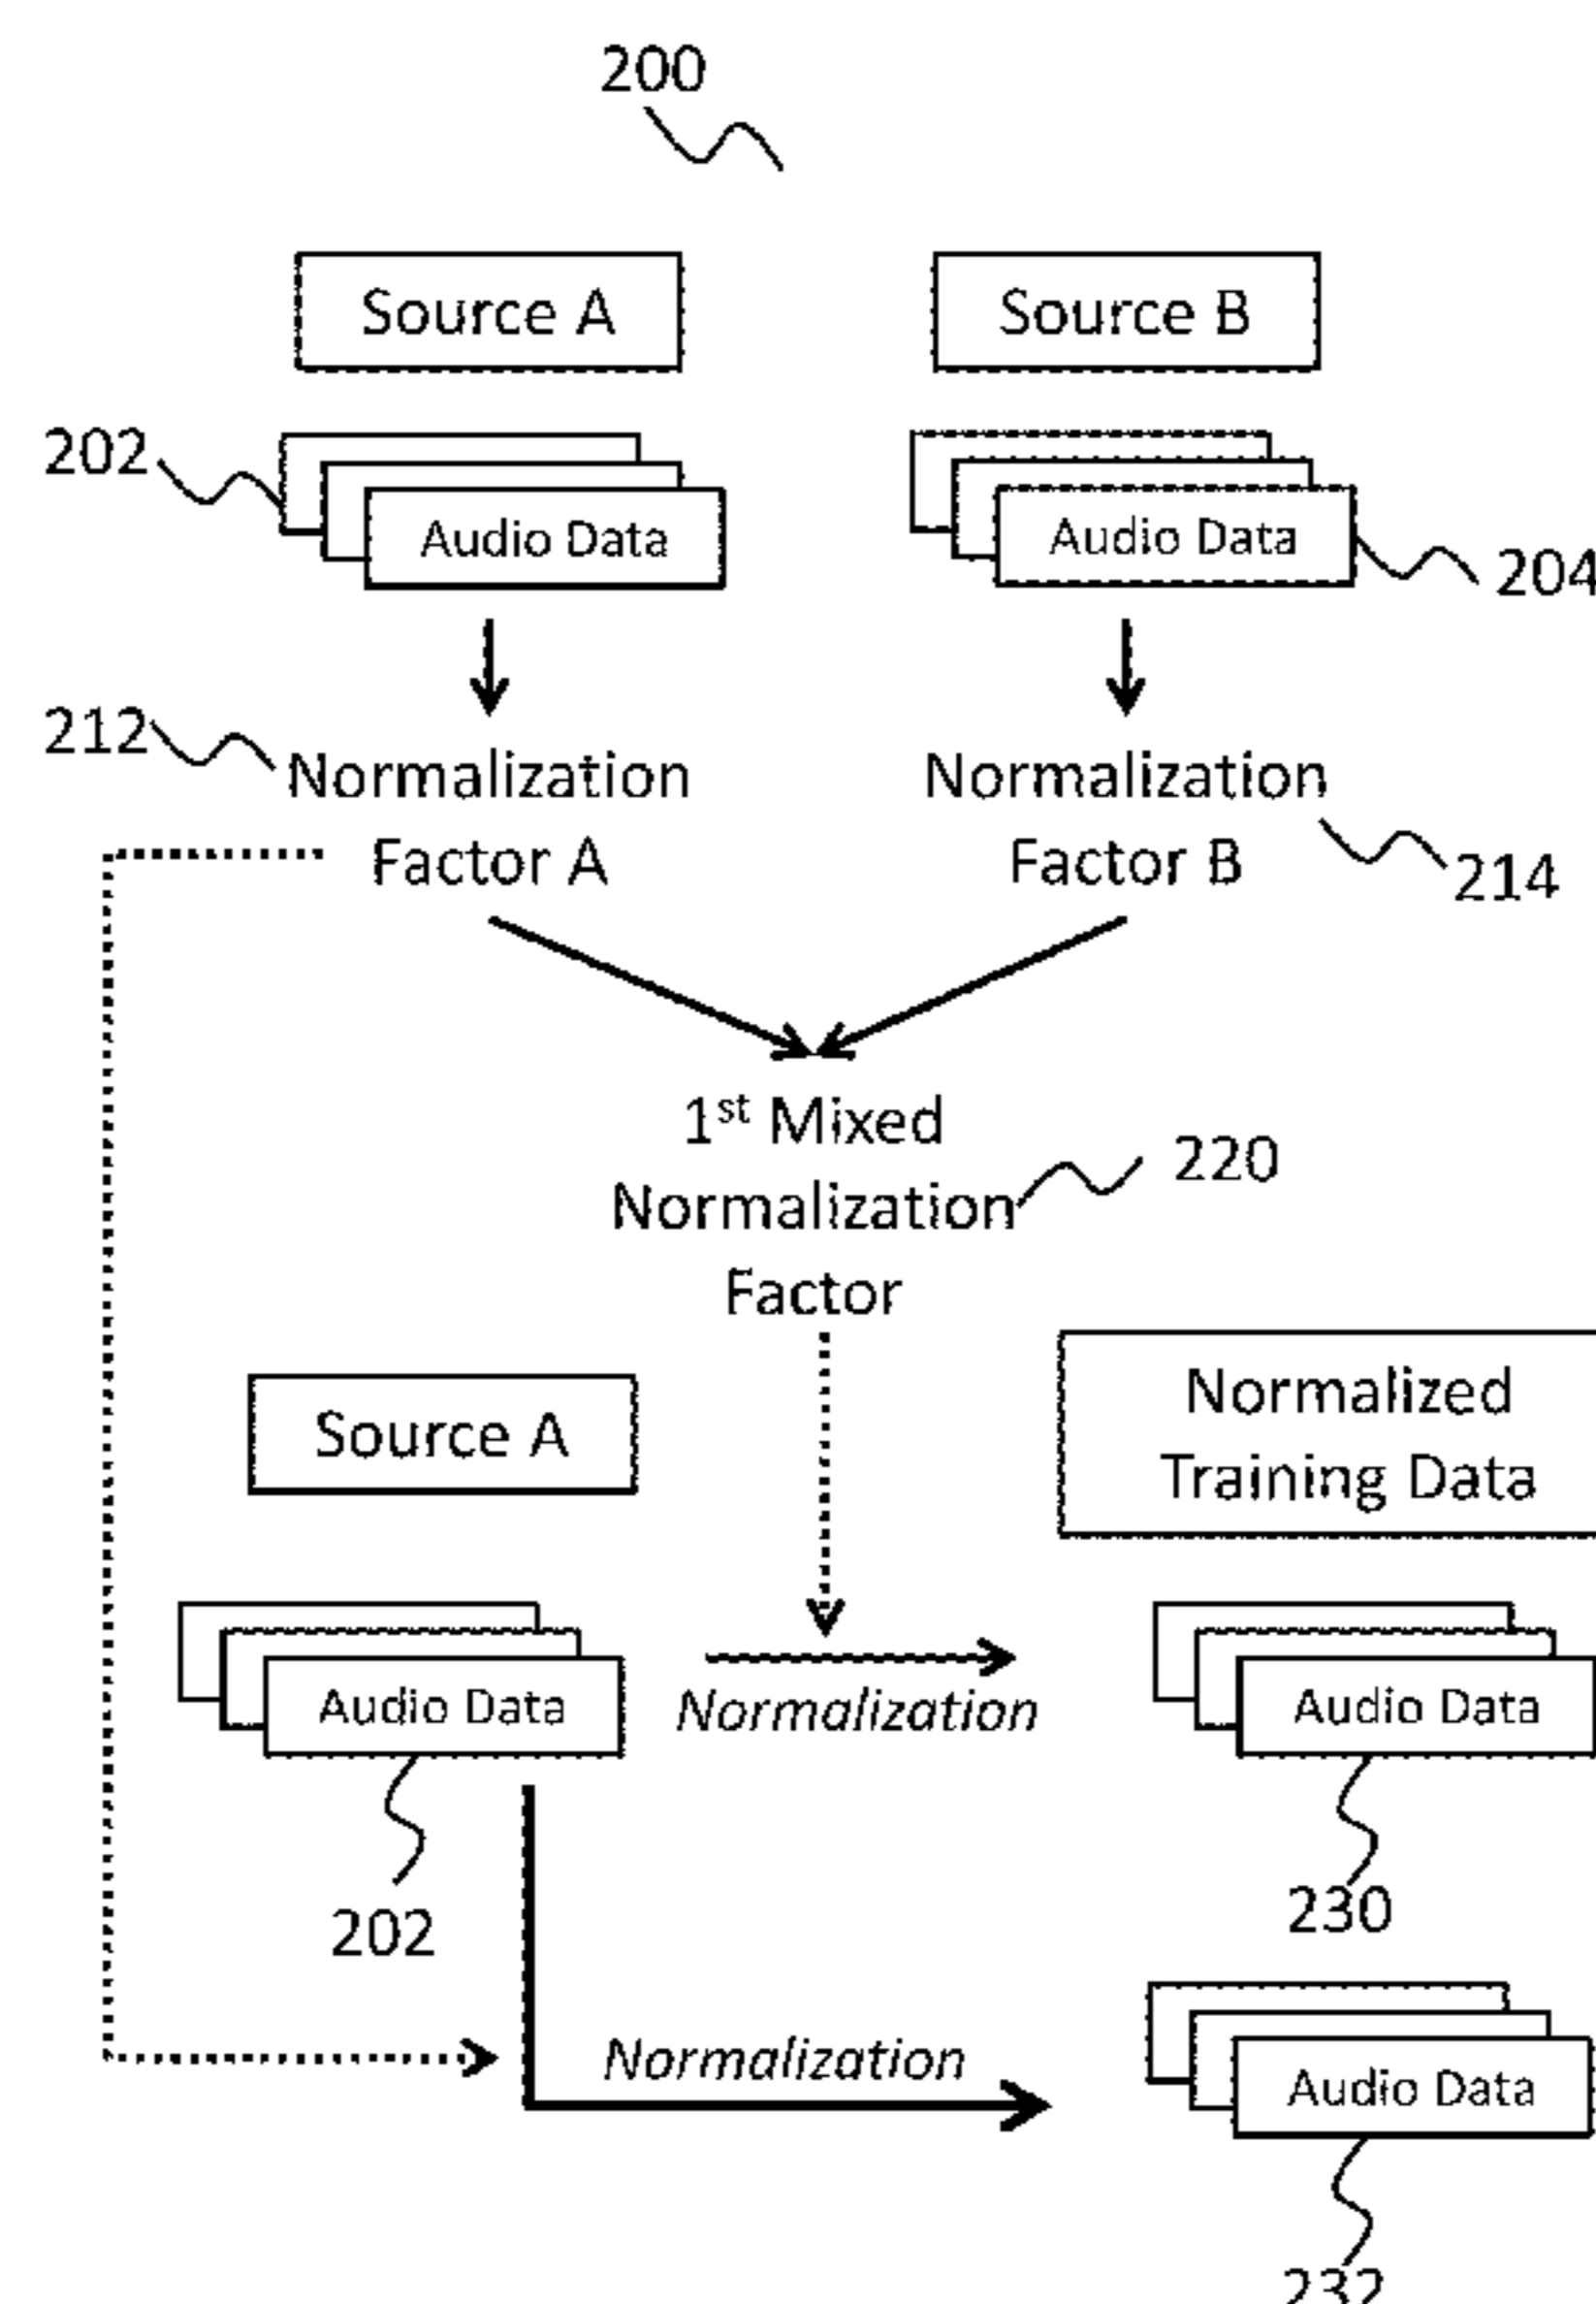 200
Source A
Source B
202
Audio Data
Audio Data
204
212
Normalization
Factor A
Normalization
Factor B
214
1st Mixed
Normalization
Factor
220
Source A
Normalized
Training Data
Audio Data
Normalization
Audio Data
202
230
Normalization
Audio Data
232